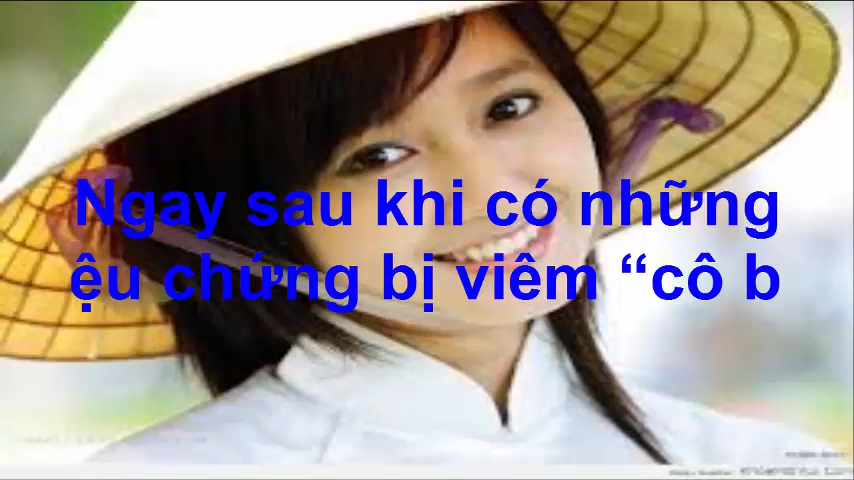 Ngay sau khi có những
ệu chứng bị viêm “cô b